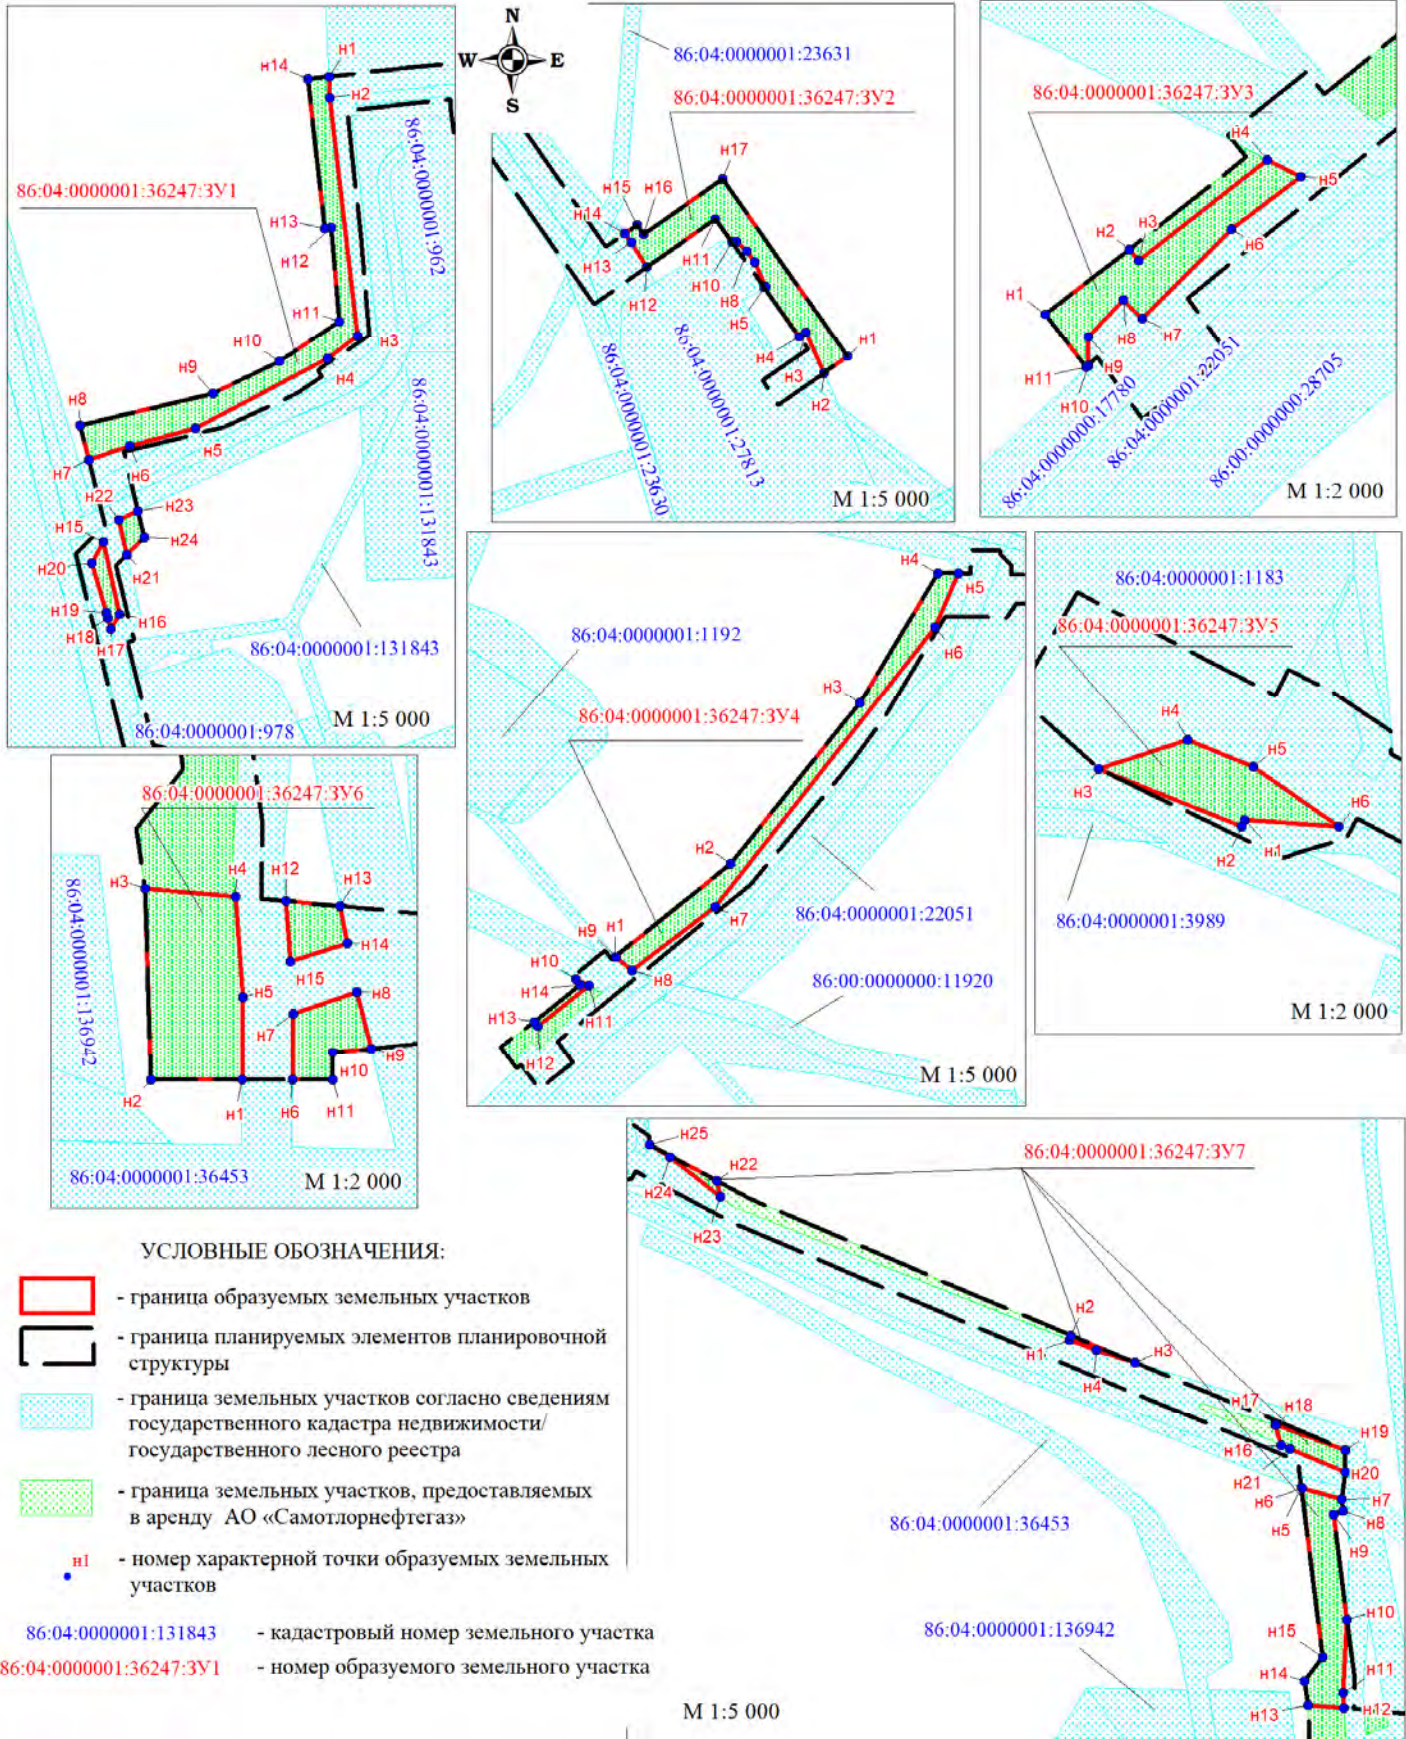 н14
н1
н2
86:04:0000001:962
86:04:0000001:36247:ЗУ1
н13
н12
н11
н10
н3
н9
н4
н8
н5
86:04:0000001:131843
н7
н6
н22
н23
н15
н24
н20
н21
н19
н16
н18
н17
86:04:0000001:131843
М 1:5 000
86:04:0000001:978
N
W
E
S
86:04:0000001:23631
86:04:0000001:36247:ЗУ2
н17
н15
н16
н14
н13
н11
н12
н10
н8
н5
н4
н1
н3
н2
86:04:0000001:23630
86:04:0000001:27813
М 1:5 000
86:04:0000001:36247:ЗУ3
н4
н5
н2
н3
н6
н1
н8
н7
н9
н11
н10
86:04:0000000:17780
86:04:0000001:22051
86:00:0000000:28705
М 1:2 000
н4
н5
86:04:0000001:1192
н6
н3
86:04:0000001:36247:ЗУ4
н2
н7
86:04:0000001:22051
н9
н1
н8
н10
86:00:0000000:11920
н14
н13
н11
н12
М 1:5 000
86:04:0000001:1183
86:04:0000001:36247:ЗУ5
н4
н5
н3
н6
н2
н1
86:04:0000001:3989
М 1:2 000
86:04:0000001:36247:ЗУ6
н3
н4
н12
н13
86:04:0000001:136942
н14
н15
н5
н8
н7
н9
н10
н2
н1
н6
н11
86:04:0000001:36453
М 1:2 000
н25
86:04:0000001:36247:ЗУ7
н22
н24
н23
н2
н1
н3
н4
н17
н18
н19
н16
н20
н21
н6
н7
н5
н8
н9
86:04:0000001:36453
н10
86:04:0000001:136942
н15
н14
н11
н13
н12
М 1:5 000
УСЛОВНЫЕ ОБОЗНАЧЕНИЯ:
- граница образуемых земельных участков
- граница планируемых элементов планировочной
структуры
- граница земельных участков согласно сведениям
государственного кадастра недвижимости/
государственного лесного реестра
- граница земельных участков, предоставляемых
в аренду АО «Самотлорнефтегаз»
н1 - номер характерной точки образуемых земельных
участков
86:04:0000001:131843 - кадастровый номер земельного участка
86:04:0000001:36247:ЗУ1 - номер образуемого земельного участка